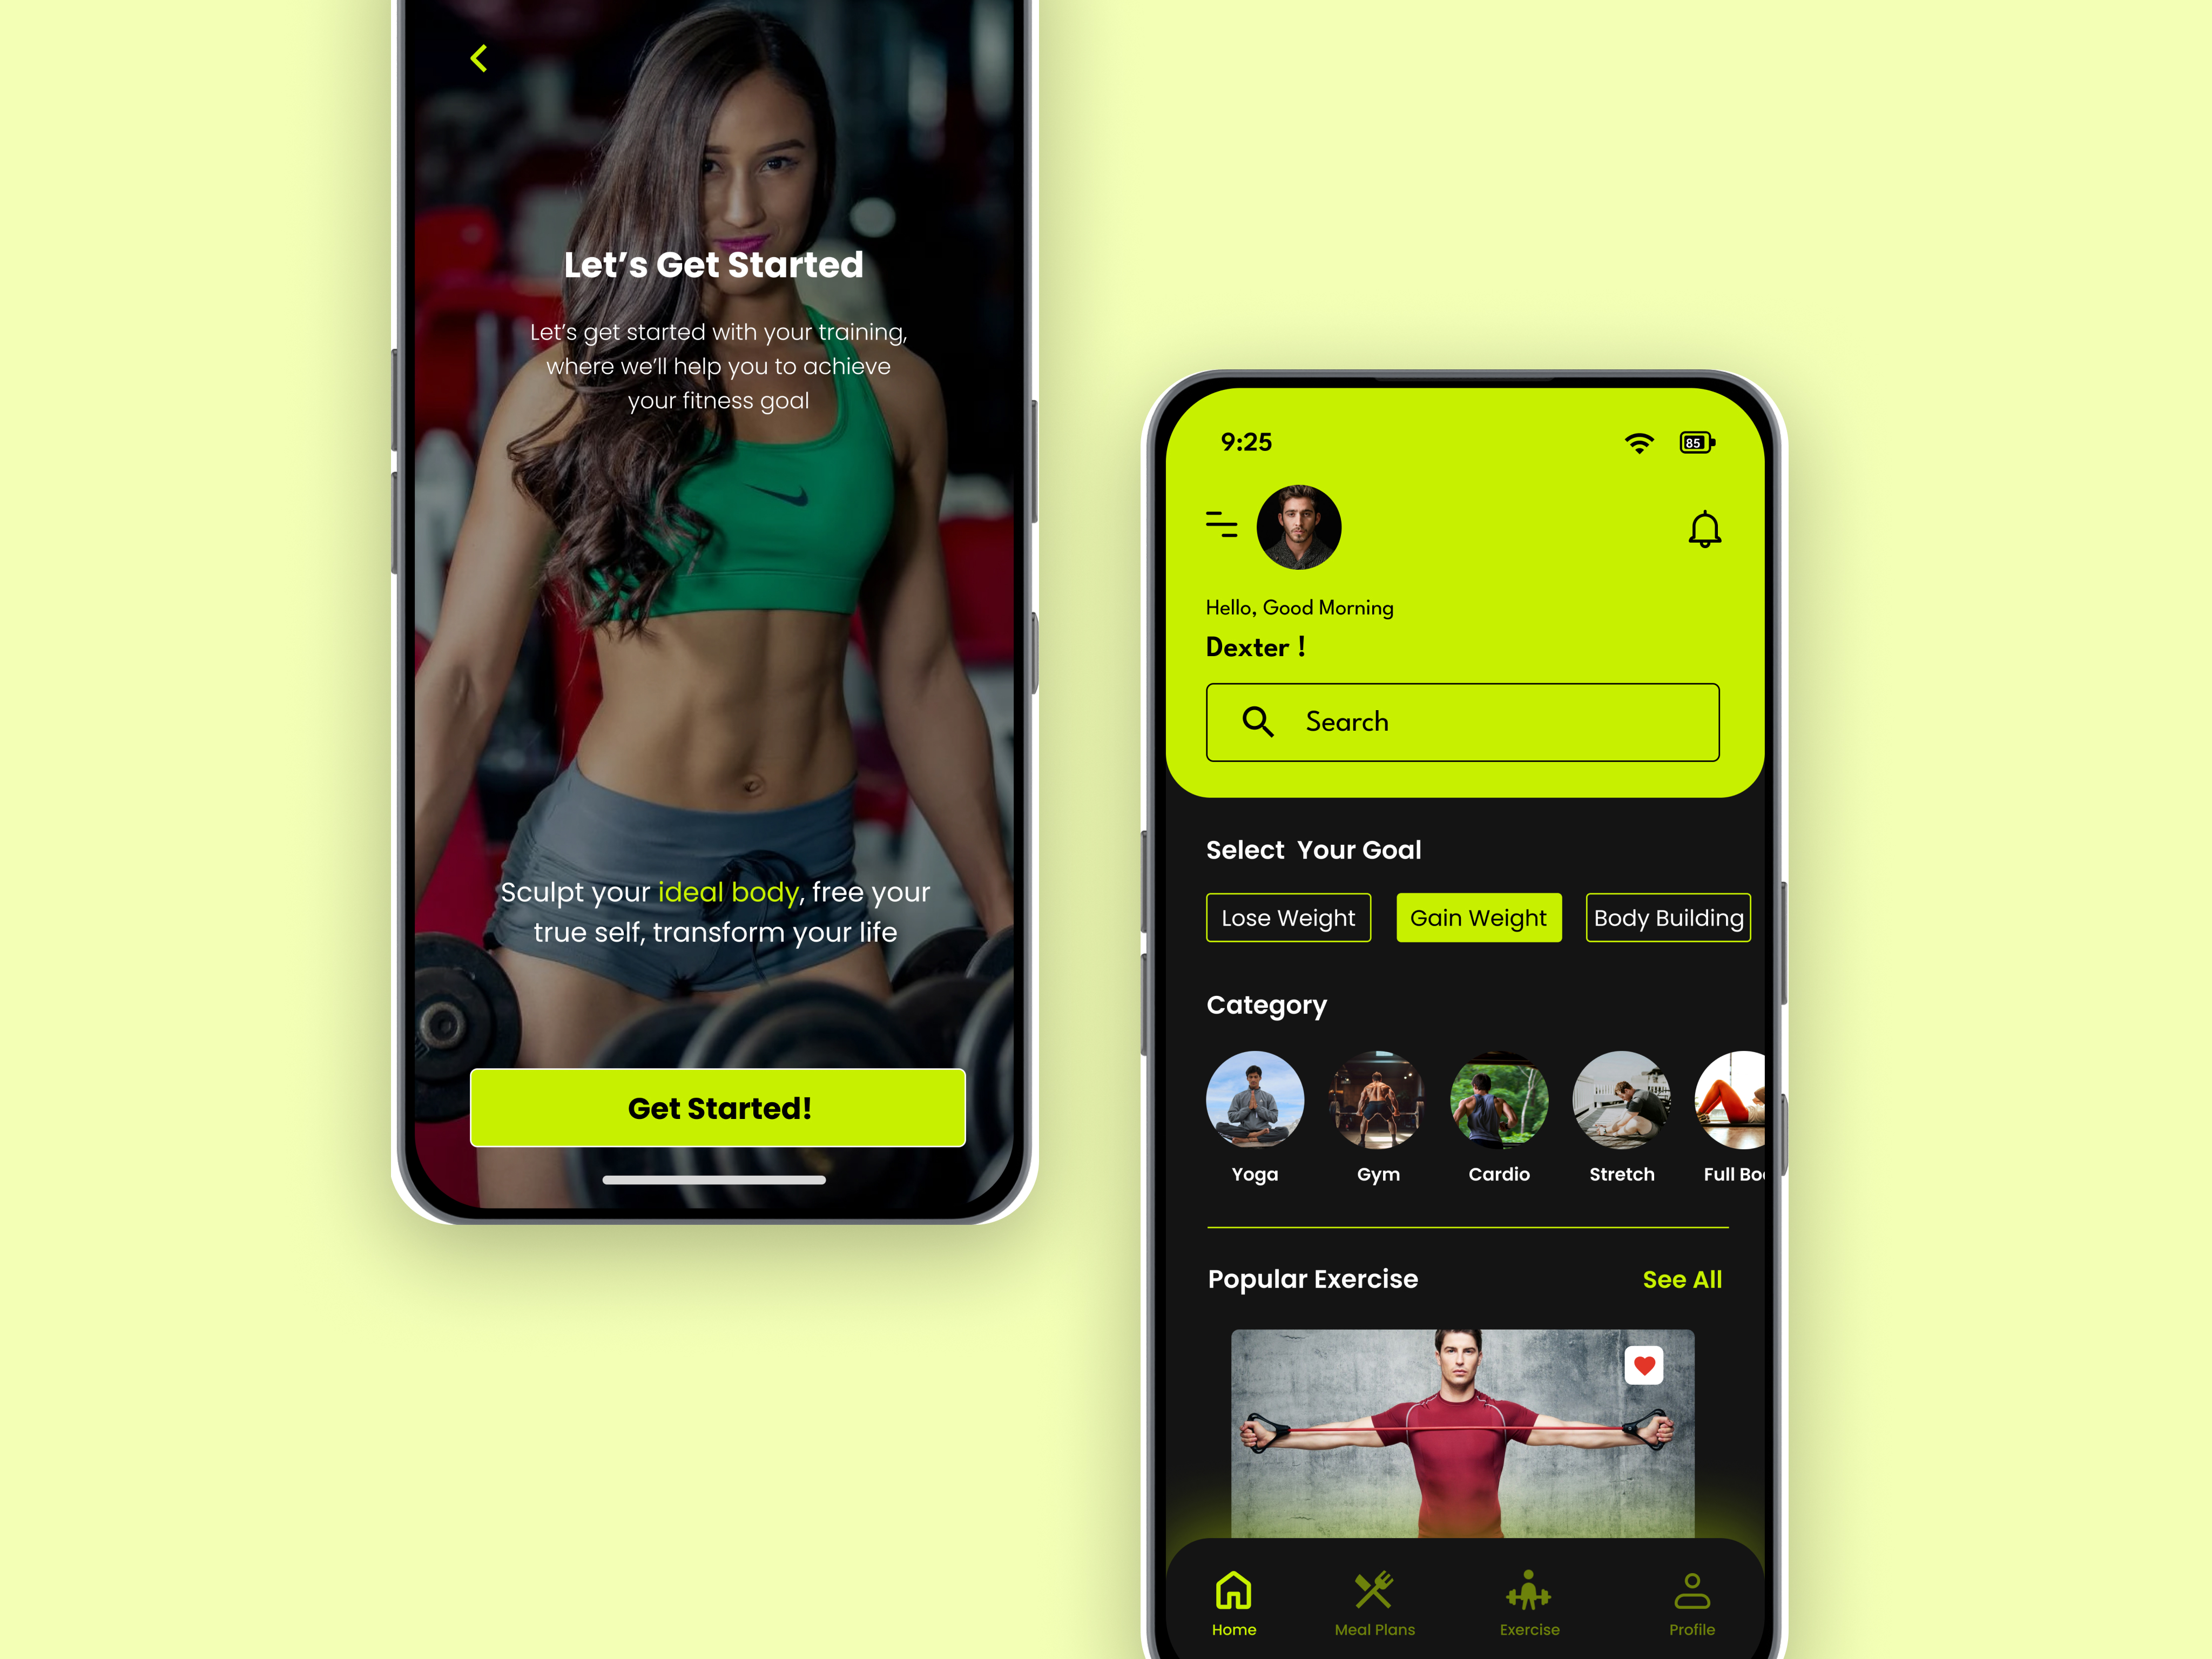 Let’s Get Started
Let’s get started with your training,
where we’ll help you to achieve
your fitness goal
Sculpt your ideal body, free your
true self, transform your life
Get Started!
9:25
85
Hello, Good Morning
Dexter !
Search
Select Your Goal
Lose Weight
Gain Weight
Body Building
Category
Yoga
Gym
Cardio
Stretch
Full Bo
Popular Exercise
See All
Home
Meal Plans
Exercise
Profile